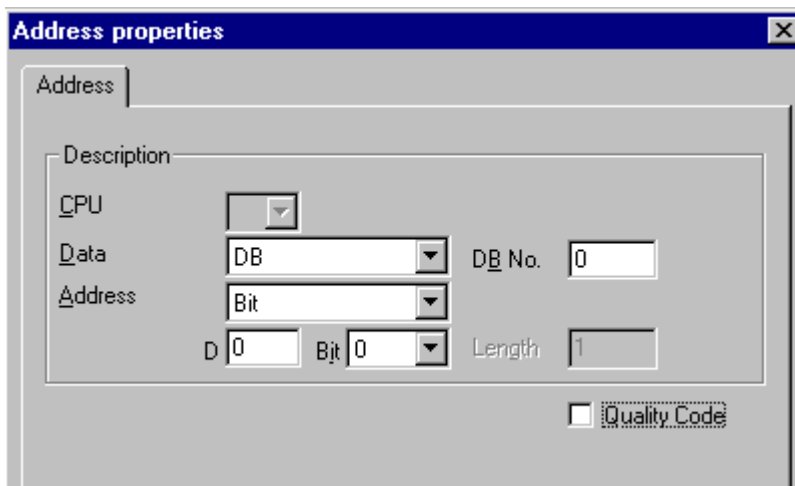 Address properties
Address
Description
CPU
Data DB DB No. 0
Address Bit
D 0 Bit 0 Length 1
Quality Code